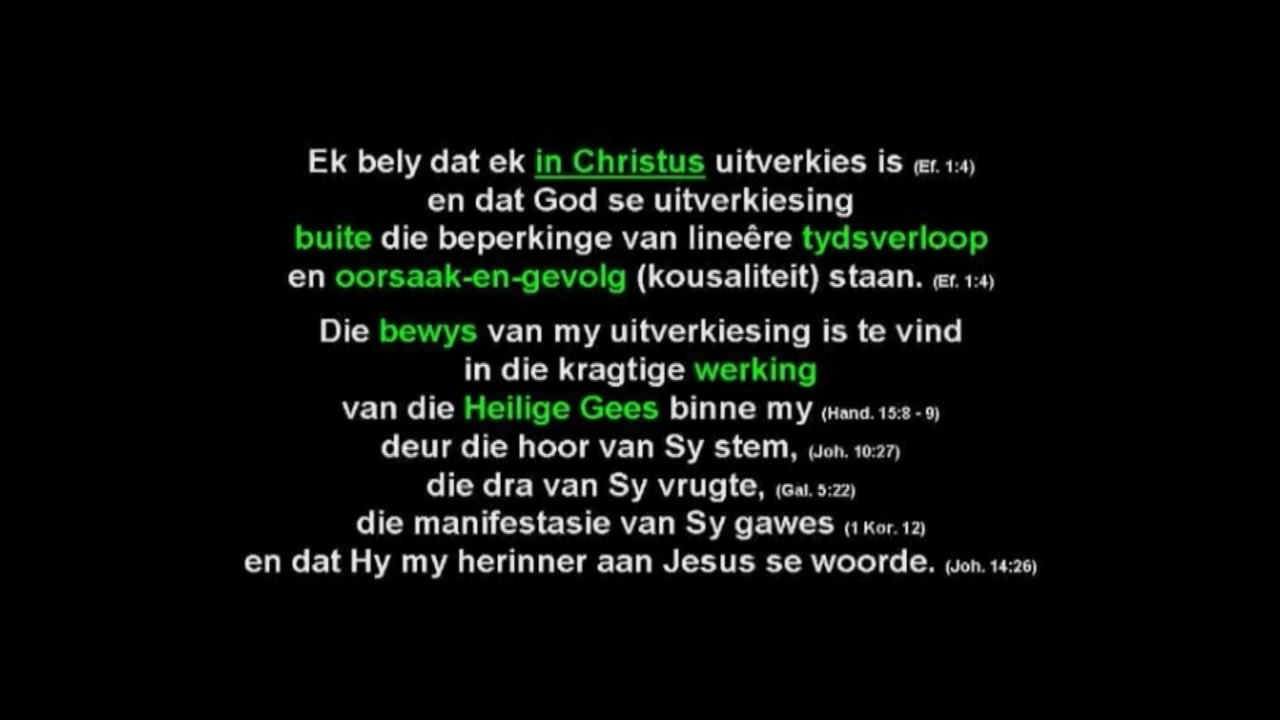 Ek bely dat ek in Christus uitverkies is (Ef. 1:4)
en dat God se uitverkiesing
buite die beperkinge van lineêre tydsverloop
en oorsaak-en-gevolg (kousaliteit) staan. (Ef. 1:4)
Die bewys van my uitverkiesing is te vind
in die kragtige werking
van die Heilige Gees binne my (Hand. 15:8 - 9)
deur die hoor van Sy stem, (Joh. 10:27)
die dra van Sy vrugte, (Gal. 5:22)
die manifestasie van Sy gawes (1 Kor. 12)
en dat Hy my herinner aan Jesus se woorde. (Joh. 14:26)